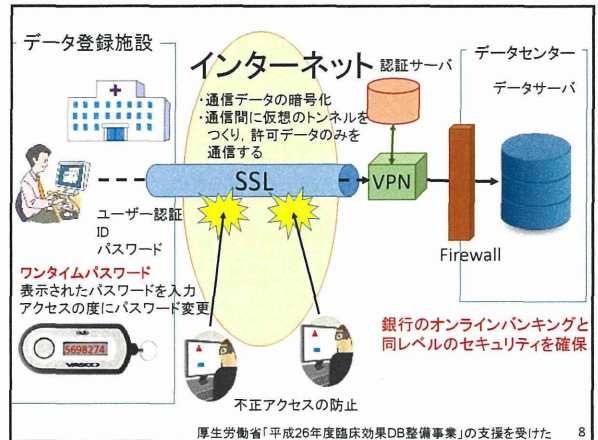 データ登録施設
インターネット
・通信データの暗号化
・通信間に仮想のトンネルを
つくり，許可データのみを
通信する
認証サーバ
データセンター
データサーバ
SSL
VPN
Firewall
ユーザー認証
ID
パスワード
ワンタイムパスワード
表示されたパスワードを入力
アクセスの度にパスワード変更
5698274
VASCO
不正アクセスの防止
銀行のオンラインバンキングと
同レベルのセキュリティを確保
厚生労働省「平成26年度臨床効果DB整備事業」の支援を受けた
8